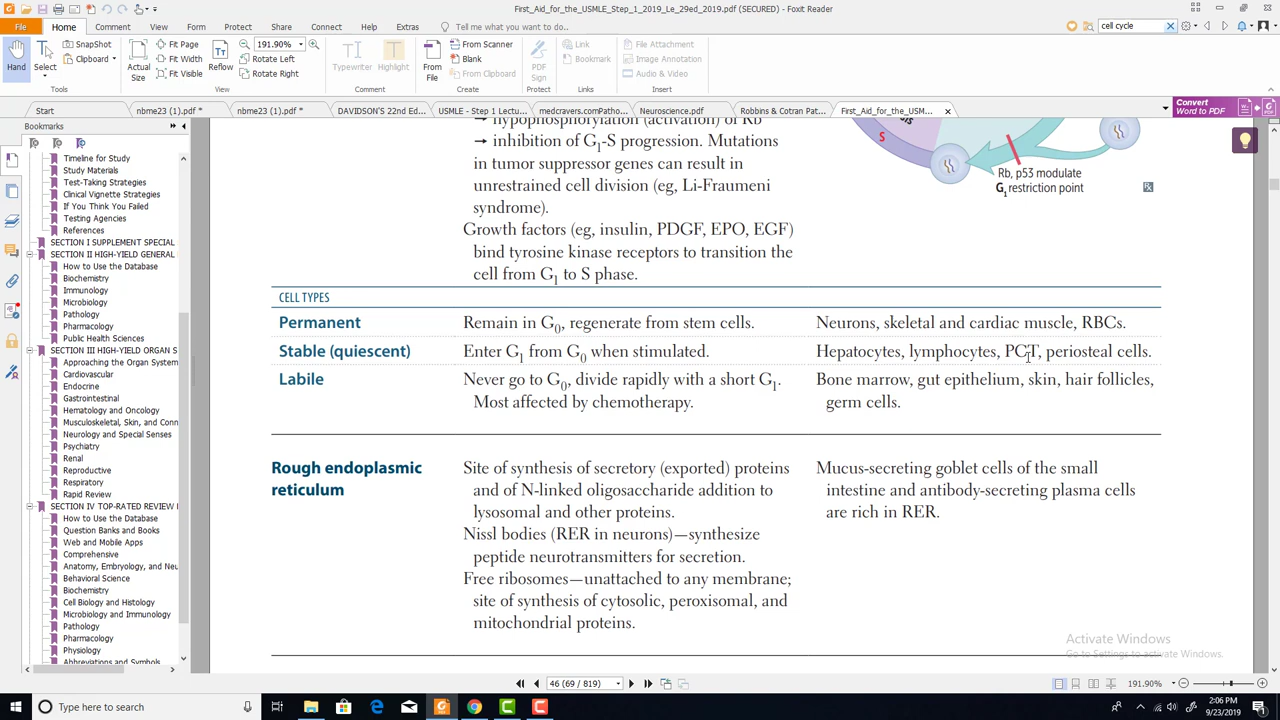 First_Aid_for_the_USMLE_Step_1_2019_Le_29ed_2019.pdf (SECURED) - Foxit Reader
File Home Comment View Form Protect Share Connect Help Extras Tell me what you want to do... cell cycle
Hand
Select
SnapShot
Clipboard
Actual Size
Fit Page
Fit Width
Fit Visible
Reflow
191.90%
Rotate Left
Rotate Right
Typewriter
Highlight
From File
From Scanner
Blank
From Clipboard
PDF Sign
Link
Bookmark
File Attachment
Image Annotation
Audio & Video
Tools View Comment Create Protect Links Insert
Start nbme23 (1).pdf * nbme23 (1).pdf * DAVIDSON'S 22nd Ed... USMLE - Step 1 Lectu... medcravers.comPatho... Neuroscience.pdf Robbins & Cotran Pat... First_Aid_for_the_USM...
Convert
Word to PDF
Bookmarks
Timeline for Study
Study Materials
Test-Taking Strategies
Clinical Vignette Strategies
If You Think You Failed
Testing Agencies
References
SECTION I SUPPLEMENT SPECIAL
SECTION II HIGH-YIELD GENERAL
How to Use the Database
Biochemistry
Immunology
Microbiology
Pathology
Pharmacology
Public Health Sciences
SECTION III HIGH-YIELD ORGAN S
Approaching the Organ System
Cardiovascular
Endocrine
Gastrointestinal
Hematology and Oncology
Musculoskeletal, Skin, and Conn
Neurology and Special Senses
Psychiatry
Renal
Reproductive
Respiratory
Rapid Review
SECTION IV TOP-RATED REVIEW
How to Use the Database
Question Banks and Books
Web and Mobile Apps
Comprehensive
Anatomy, Embryology, and Neu
Behavioral Science
Biochemistry
Cell Biology and Histology
Microbiology and Immunology
Pathology
Pharmacology
Physiology
Abbreviations and Symbols
→ hypophosphorylation (activation) of Rb
→ inhibition of G1-S progression. Mutations
in tumor suppressor genes can result in
unrestrained cell division (eg, Li-Fraumeni
syndrome).
Growth factors (eg, insulin, PDGF, EPO, EGF)
bind tyrosine kinase receptors to transition the
cell from G1 to S phase.
S
Rb, p53 modulate
G1 restriction point
CELL TYPES
Permanent Remain in G0, regenerate from stem cells. Neurons, skeletal and cardiac muscle, RBCs.
Stable (quiescent) Enter G1 from G0 when stimulated. Hepatocytes, lymphocytes, PCT, periosteal cells.
Labile Never go to G0, divide rapidly with a short G1. Bone marrow, gut epithelium, skin, hair follicles,
Most affected by chemotherapy. germ cells.
Rough endoplasmic Site of synthesis of secretory (exported) proteins Mucus-secreting goblet cells of the small
reticulum and of N-linked oligosaccharide addition to intestine and antibody-secreting plasma cells
lysosomal and other proteins. are rich in RER.
Nissl bodies (RER in neurons)—synthesize
peptide neurotransmitters for secretion.
Free ribosomes—unattached to any membrane;
site of synthesis of cytosolic, peroxisomal, and
mitochondrial proteins.
Activate Windows
Go to Settings to activate Windows.
46 (69 / 819) 191.90%
Type here to search
2:06 PM
9/23/2019